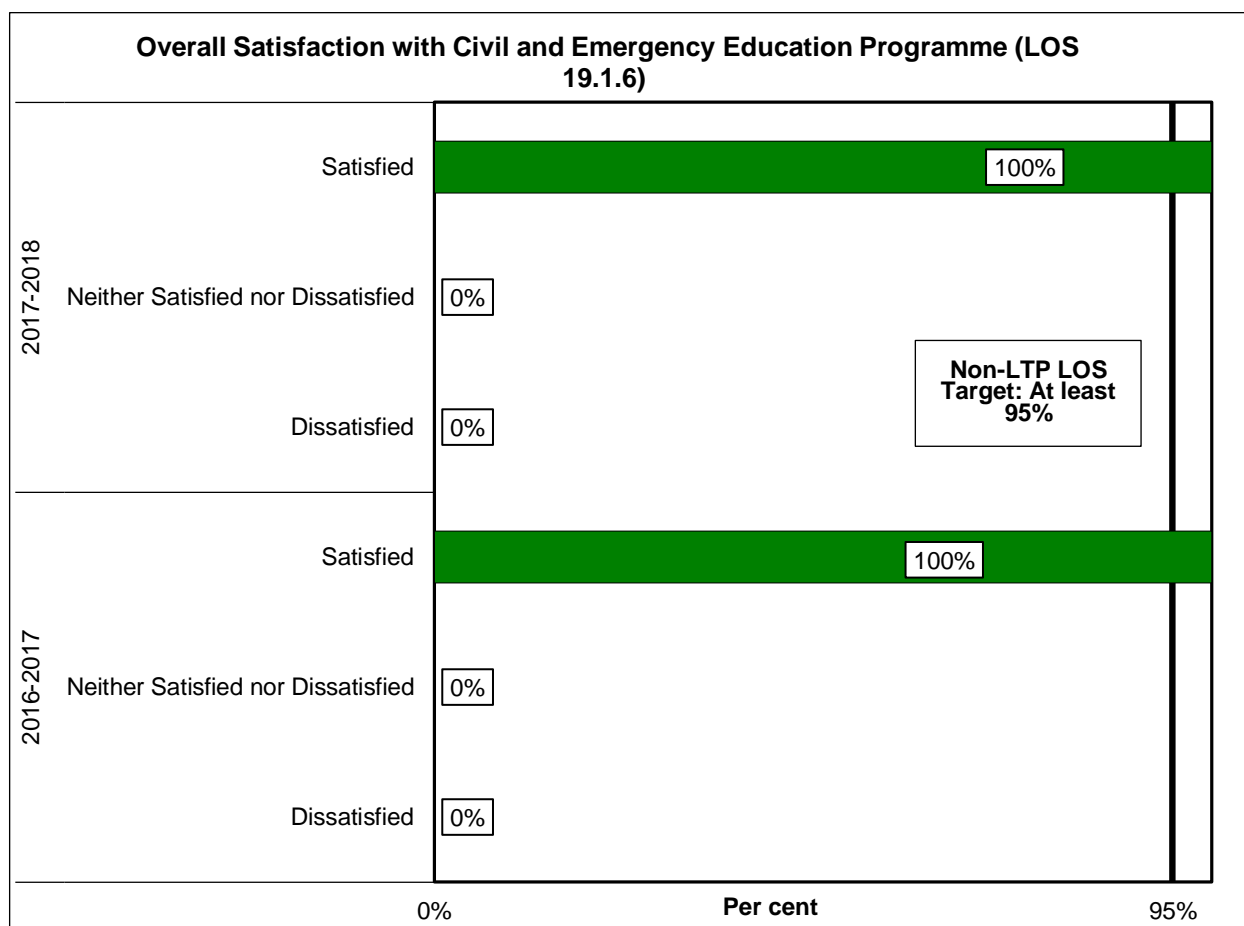 Overall Satisfaction with Civil and Emergency Education Programme (LOS
19.1.6)
2017-2018
Satisfied
100%
Neither Satisfied nor Dissatisfied
0%
Dissatisfied
0%
Non-LTP LOS
Target: At least
95%
2016-2017
Satisfied
100%
Neither Satisfied nor Dissatisfied
0%
Dissatisfied
0%
0%
Per cent
95%